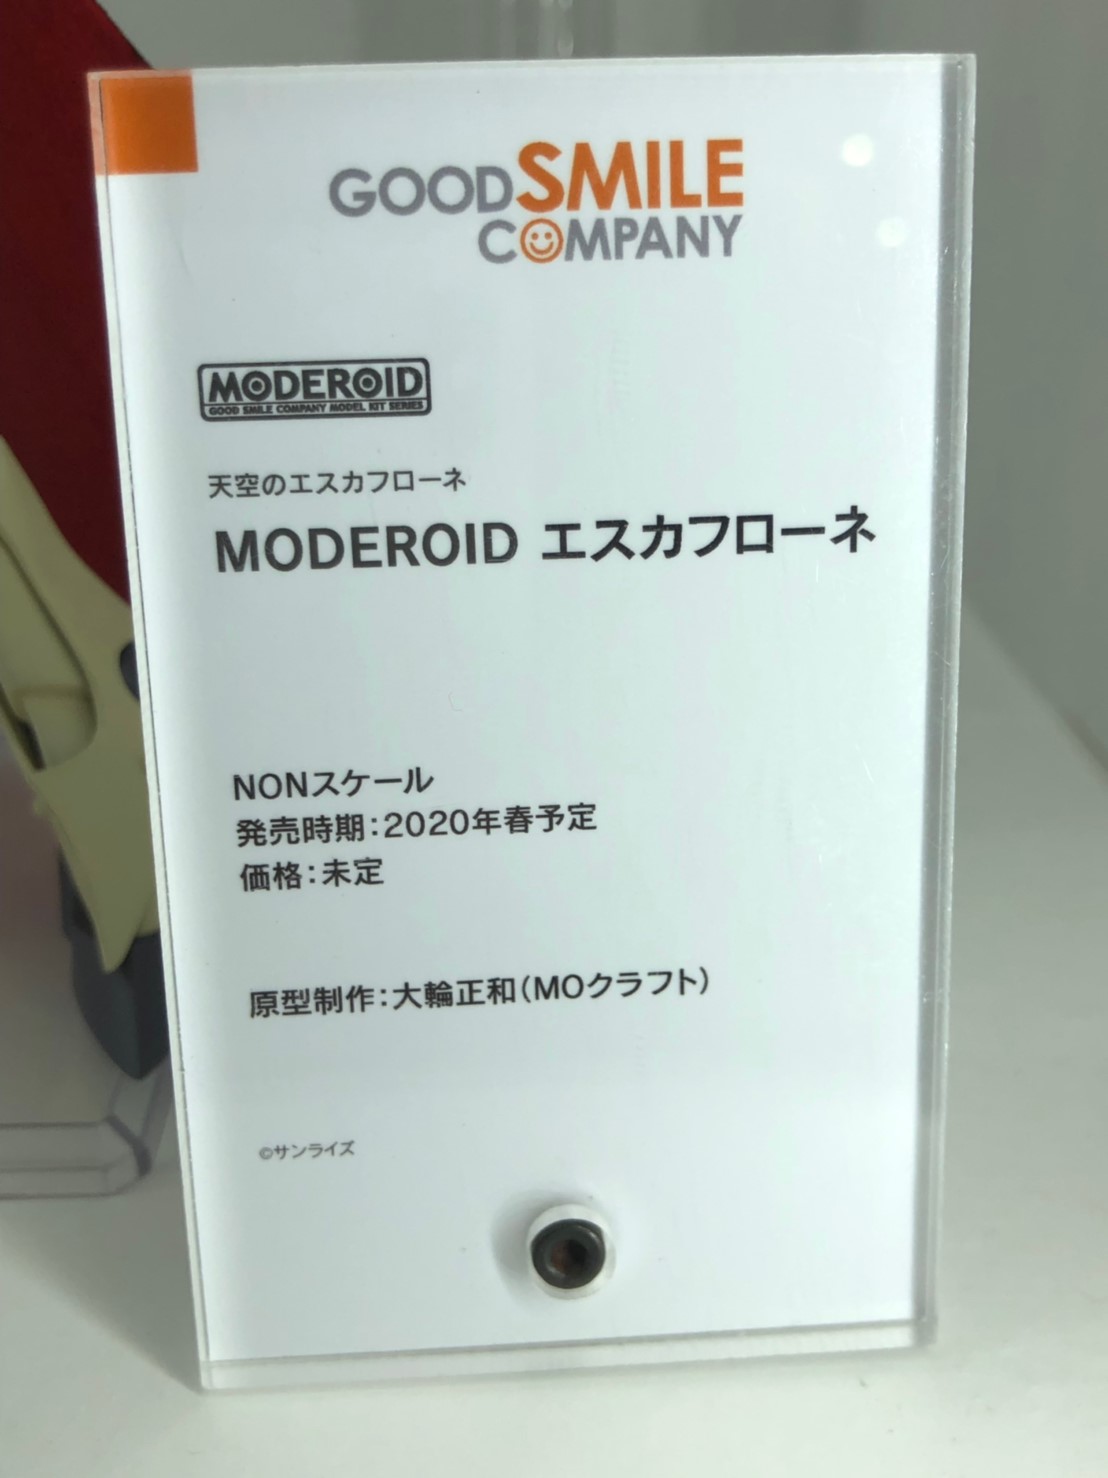 GOODSMILE
COMPANY
MODEROID
GOOD SMILE COMPANY MODEL KIT SERIES
天空のエスカフローネ
MODEROID エスカフローネ
NONスケール
発売時期：2020年春予定
価格：未定
原型制作：大輪正和（MOクラフト）
©サンライズ